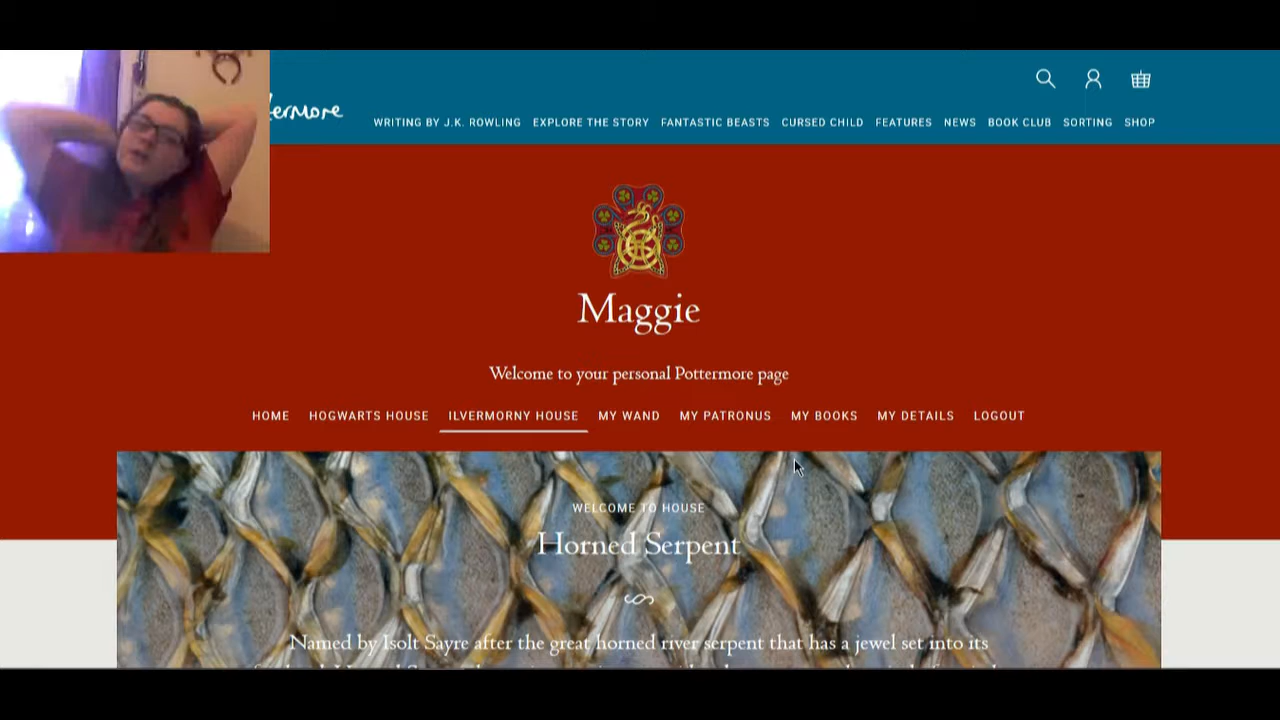 termore
WRITING BY J.K. ROWLING EXPLORE THE STORY FANTASTIC BEASTS CURSED CHILD FEATURES NEWS BOOK CLUB SORTING SHOP
Maggie
Welcome to your personal Pottermore page
HOME HOGWARTS HOUSE ILVERMORNY HOUSE MY WAND MY PATRONUS MY BOOKS MY DETAILS LOGOUT
WELCOME TO HOUSE
Horned Serpent
Named by Isolt Sayre after the great horned river serpent that has a jewel set into its